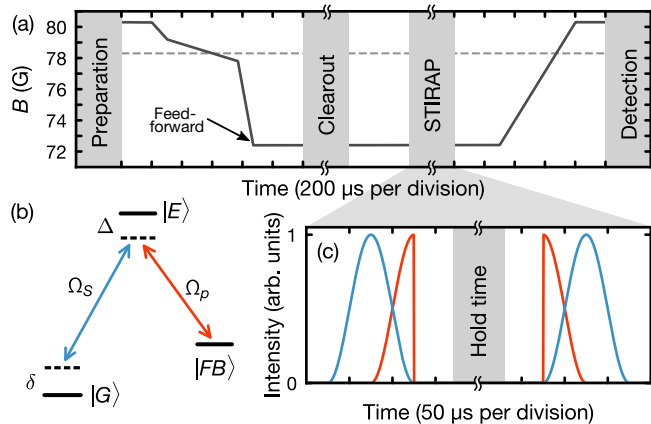 (a)
80
78
76
74
72
B (G)
Preparation
Feed-
forward
Clearout
STIRAP
Detection
Time (200 µs per division)
(b)
|E⟩
Δ
Ω_S
Ω_p
|FB⟩
δ
|G⟩
(c)
1
0
Intensity (arb. units)
Hold time
Time (50 µs per division)